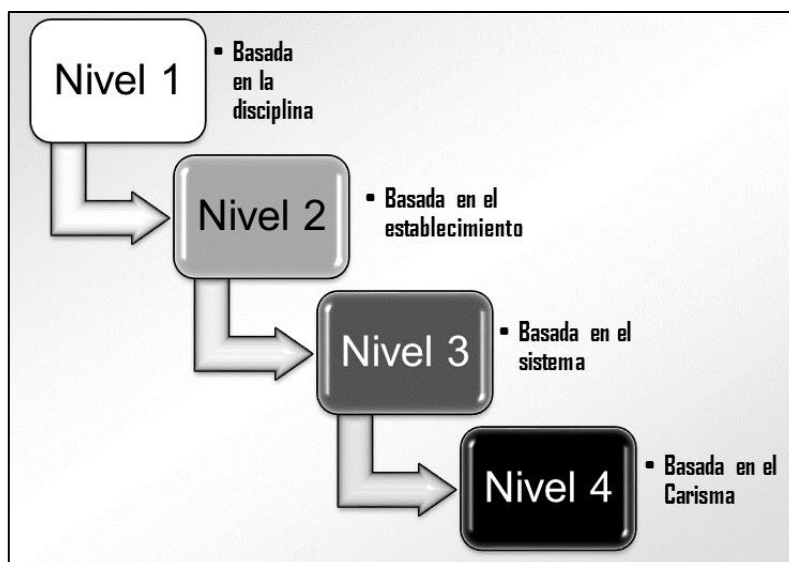 Nivel 1
• Basada
en la
disciplina
Nivel 2
• Basada en el
establecimiento
Nivel 3
• Basada en el
sistema
Nivel 4
• Basada en el
Carisma